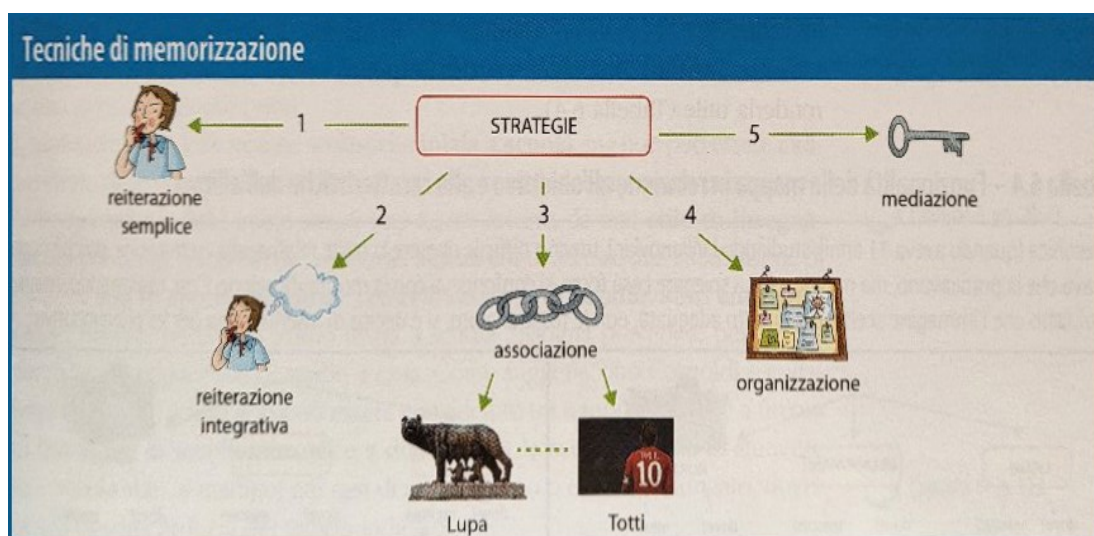 Tecniche di memorizzazione
1
STRATEGIE
5
reiterazione
semplice
2
3
4
mediazione
associazione
organizzazione
reiterazione
integrativa
10
Lupa
Totti